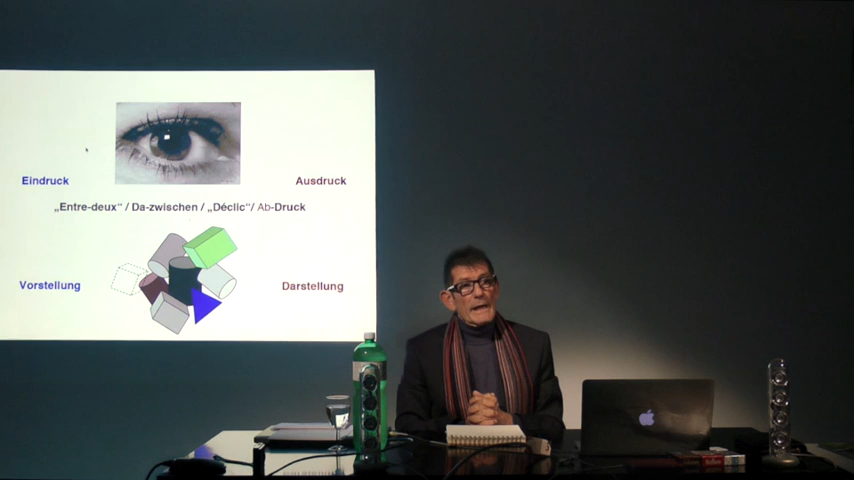 Eindruck
Ausdruck
„Entre-deux“ / Da-zwischen / „Déclic“/ Ab-Druck
Vorstellung
Darstellung